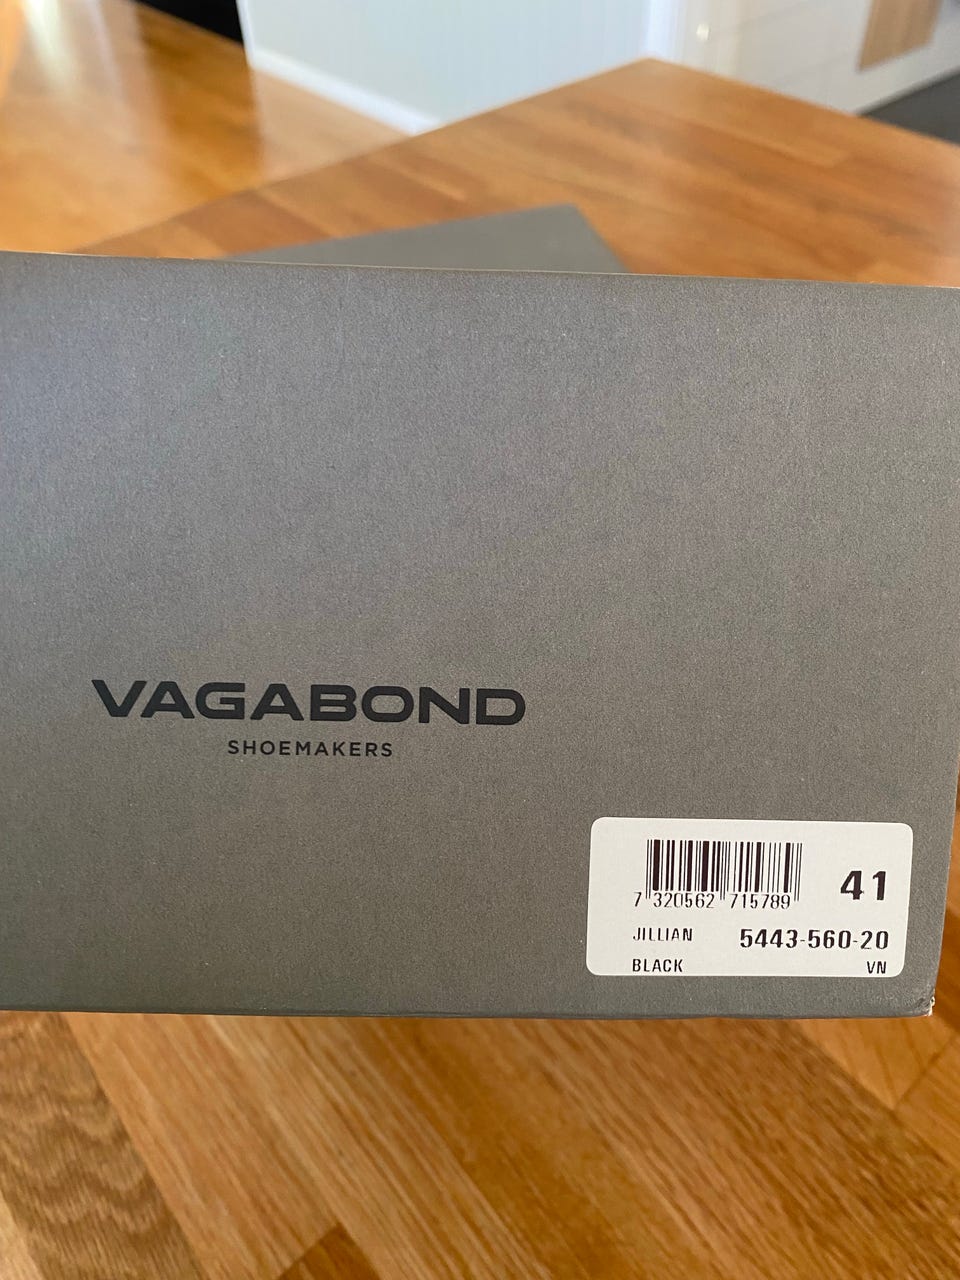 VAGABOND
SHOEMAKERS
7 320562 715789
41
JILLIAN 5443-560-20
BLACK VN